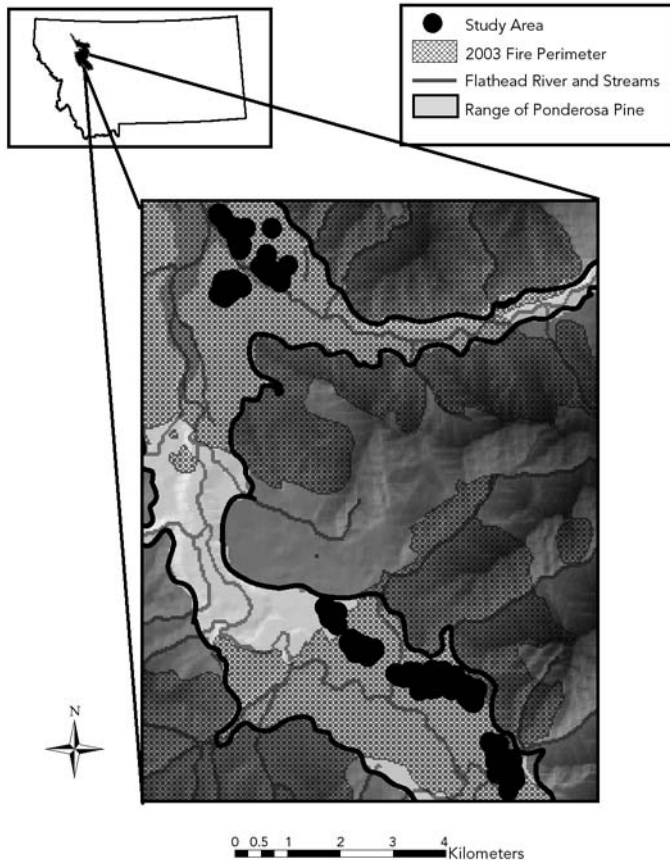 Study Area
2003 Fire Perimeter
Flathead River and Streams
Range of Ponderosa Pine
N
0 0.5 1 2 3 4
Kilometers